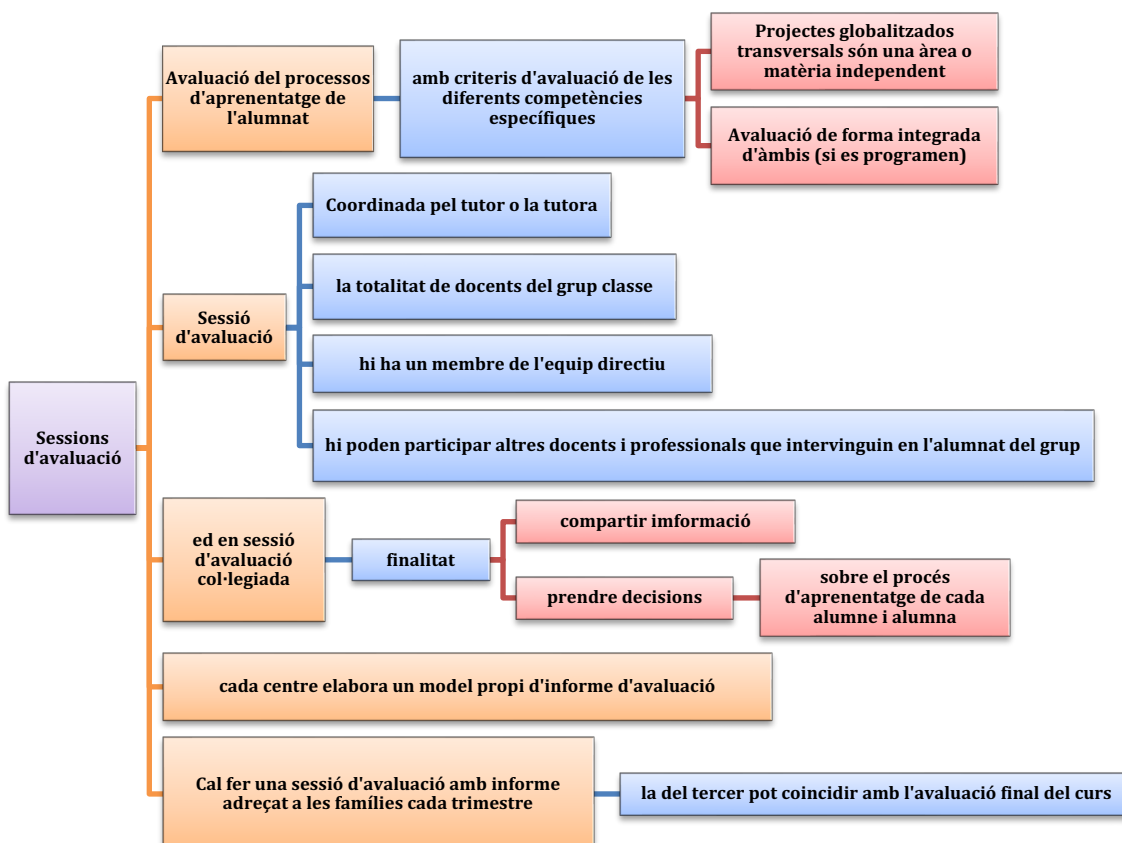 Sessions
d'avaluació
Avaluació del processos
d'aprenentatge de
l'alumnat
amb criteris d'avaluació de les
diferents competències
específiques
Projectes globalitzados
transversals són una àrea o
matèria independent
Avaluació de forma integrada
d'àmbis (si es programen)
Sessió
d'avaluació
Coordinada pel tutor o la tutora
la totalitat de docents del grup classe
hi ha un membre de l'equip directiu
hi poden participar altres docents i professionals que intervinguin en l'alumnat del grup
ed en sessió
d'avaluació
col·legiada
finalitat
compartir imformació
prendre decisions
sobre el procés
d'aprenentatge de cada
alumne i alumna
cada centre elabora un model propi d'informe d'avaluació
Cal fer una sessió d'avaluació amb informe
adreçat a les famílies cada trimestre
la del tercer pot coincidir amb l'avaluació final del curs